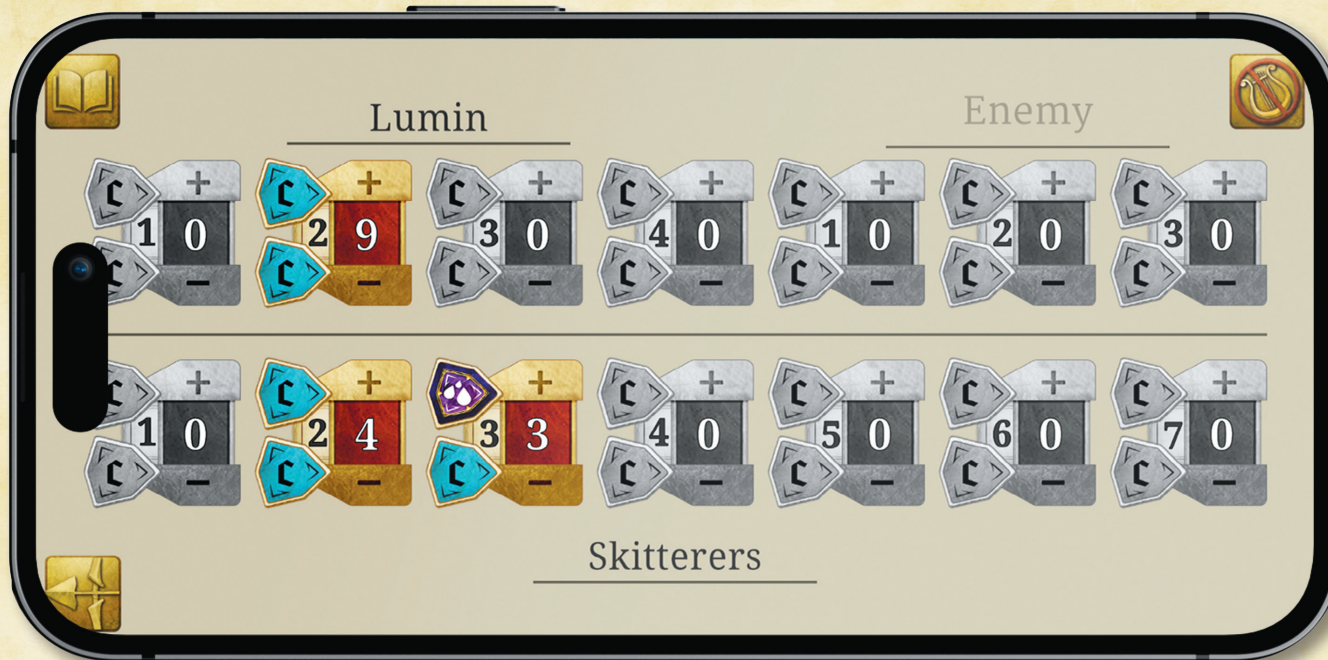 Lumin Enemy
C + C + C + C + C + C + C +
1 0 2 9 3 0 4 0 1 0 2 0 3 0
C − C − C − C − C − C − C −
C + C + + C + C + C + C +
1 0 2 4 3 3 4 0 5 0 6 0 7 0
C − C − C − C − C − C − C −
Skitterers